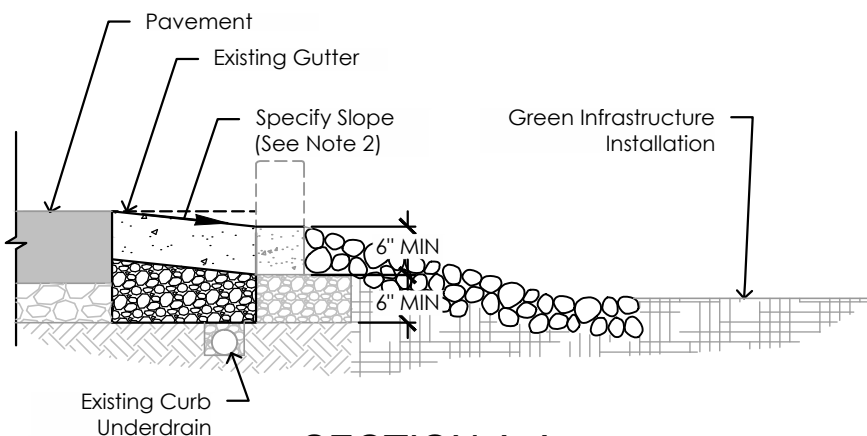 Pavement
Existing Gutter
Specify Slope
(See Note 2)
Green Infrastructure
Installation
6" MIN
6" MIN
Existing Curb
Underdrain